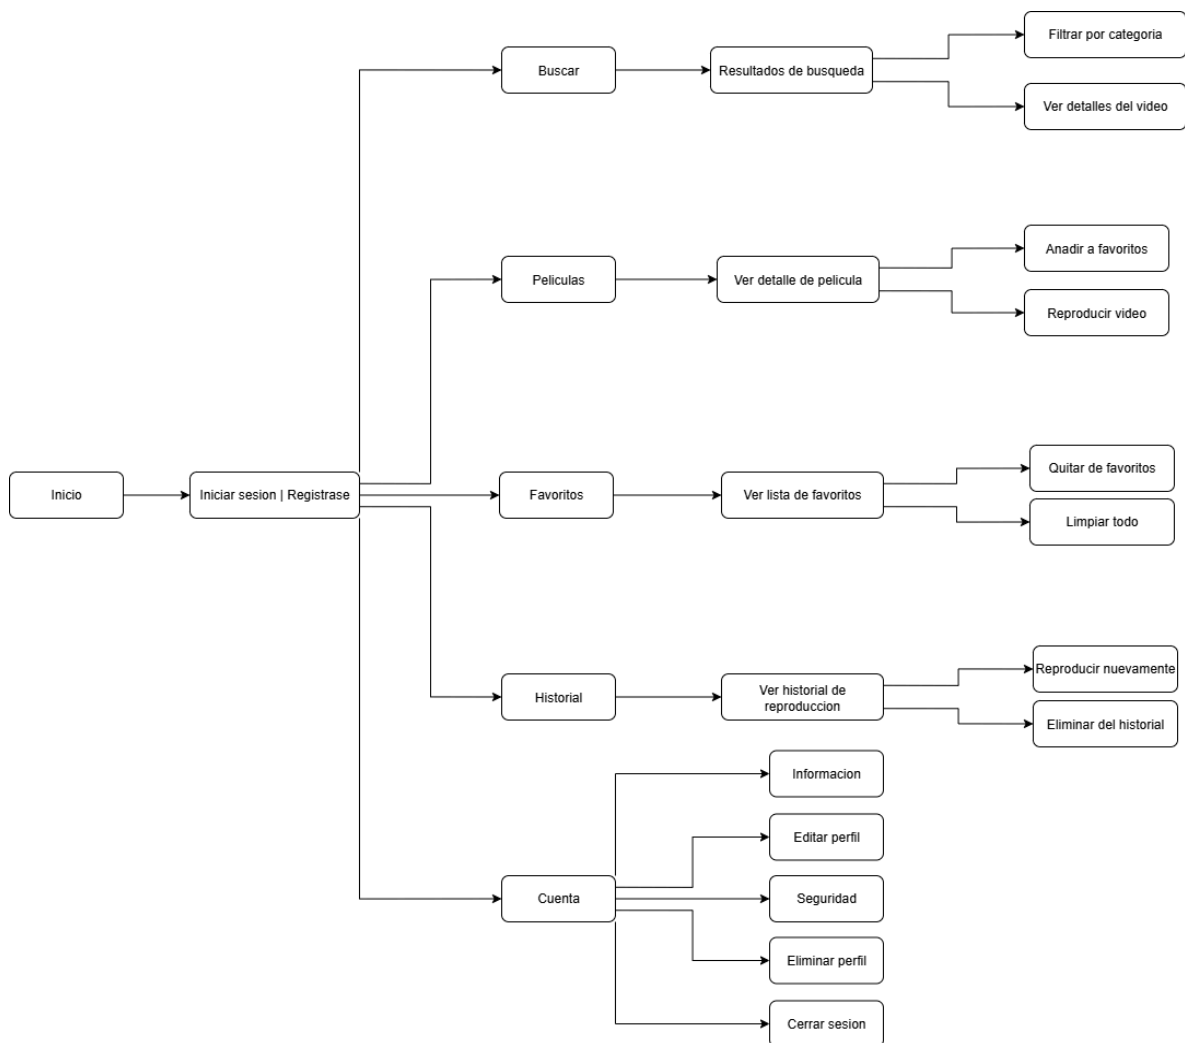 Inicio
Iniciar sesion | Registrase
Buscar
Resultados de busqueda
Filtrar por categoria
Ver detalles del video
Peliculas
Ver detalle de pelicula
Anadir a favoritos
Reproducir video
Favoritos
Ver lista de favoritos
Quitar de favoritos
Limpiar todo
Historial
Ver historial de
reproduccion
Reproducir nuevamente
Eliminar del historial
Cuenta
Informacion
Editar perfil
Seguridad
Eliminar perfil
Cerrar sesion